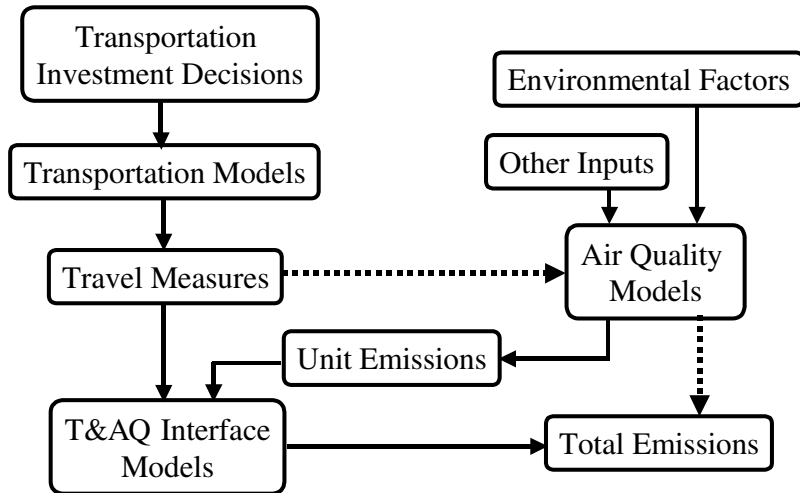 Transportation
Investment Decisions
Environmental Factors
Other Inputs
Transportation Models
Travel Measures
Air Quality
Models
Unit Emissions
T&AQ Interface
Models
Total Emissions